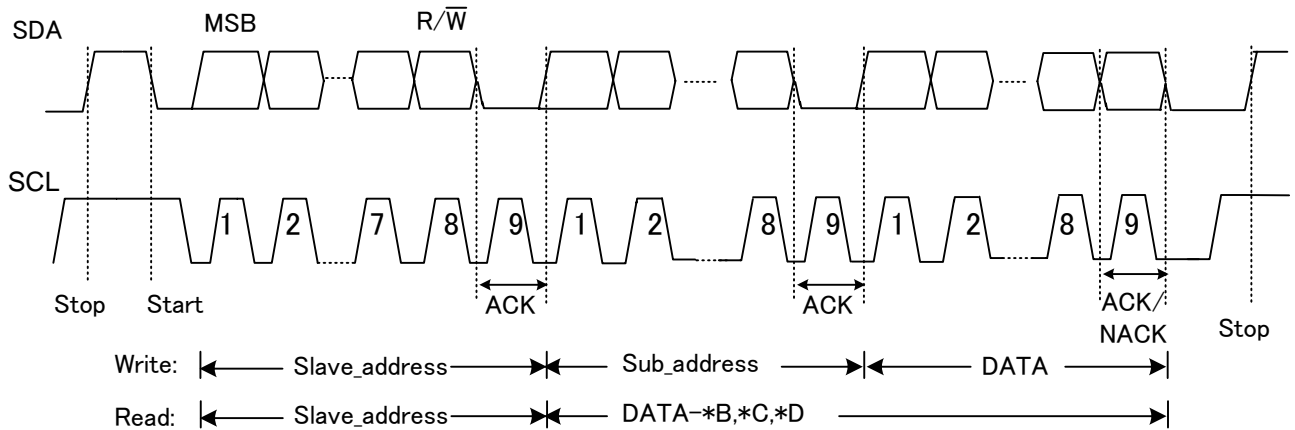 SDA MSB R/W̅
SCL
1 2 7 8 9 1 2 8 9 1 2 8 9
Stop Start ACK ACK ACK/
NACK Stop
Write: Slave_address Sub_address DATA
Read: Slave_address DATA-*B,*C,*D